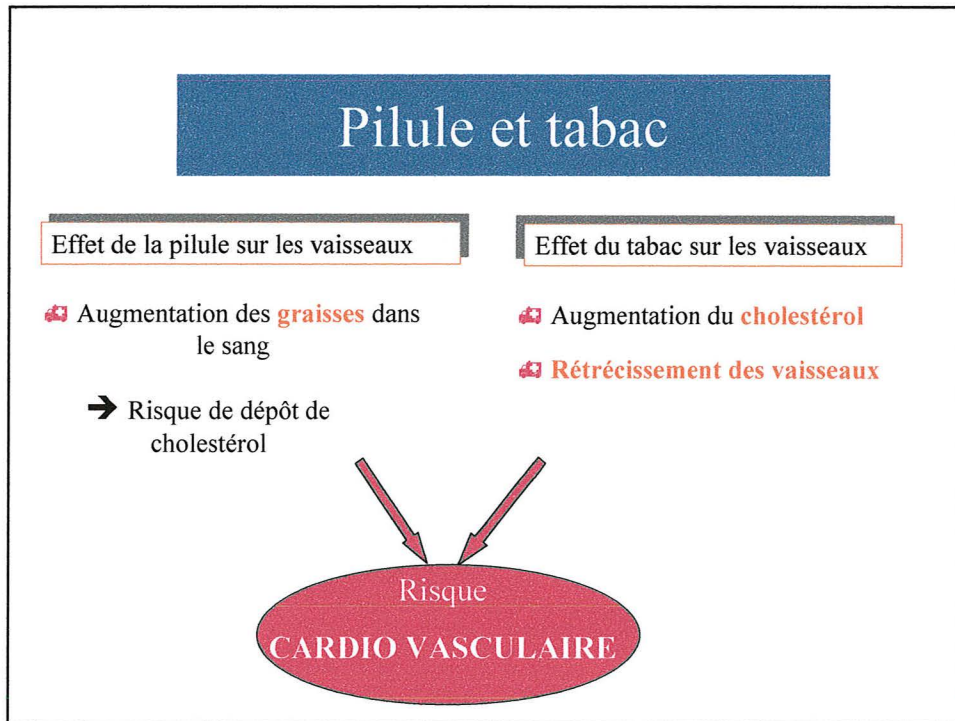 Pilule et tabac
Effet de la pilule sur les vaisseaux
Augmentation des graisses dans
le sang
Risque de dépôt de
cholestérol
Effet du tabac sur les vaisseaux
Augmentation du cholestérol
Rétrécissement des vaisseaux
Risque
CARDIO VASCULAIRE